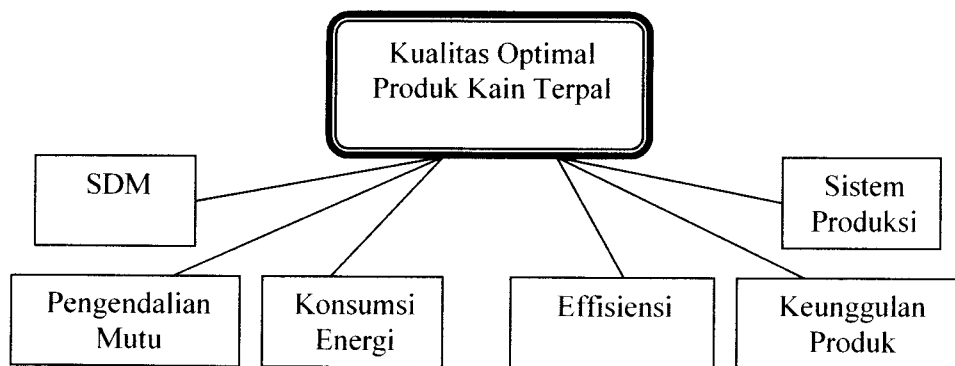 Kualitas Optimal
Produk Kain Terpal
SDM
Sistem
Produksi
Pengendalian
Mutu
Konsumsi
Energi
Effisiensi
Keunggulan
Produk